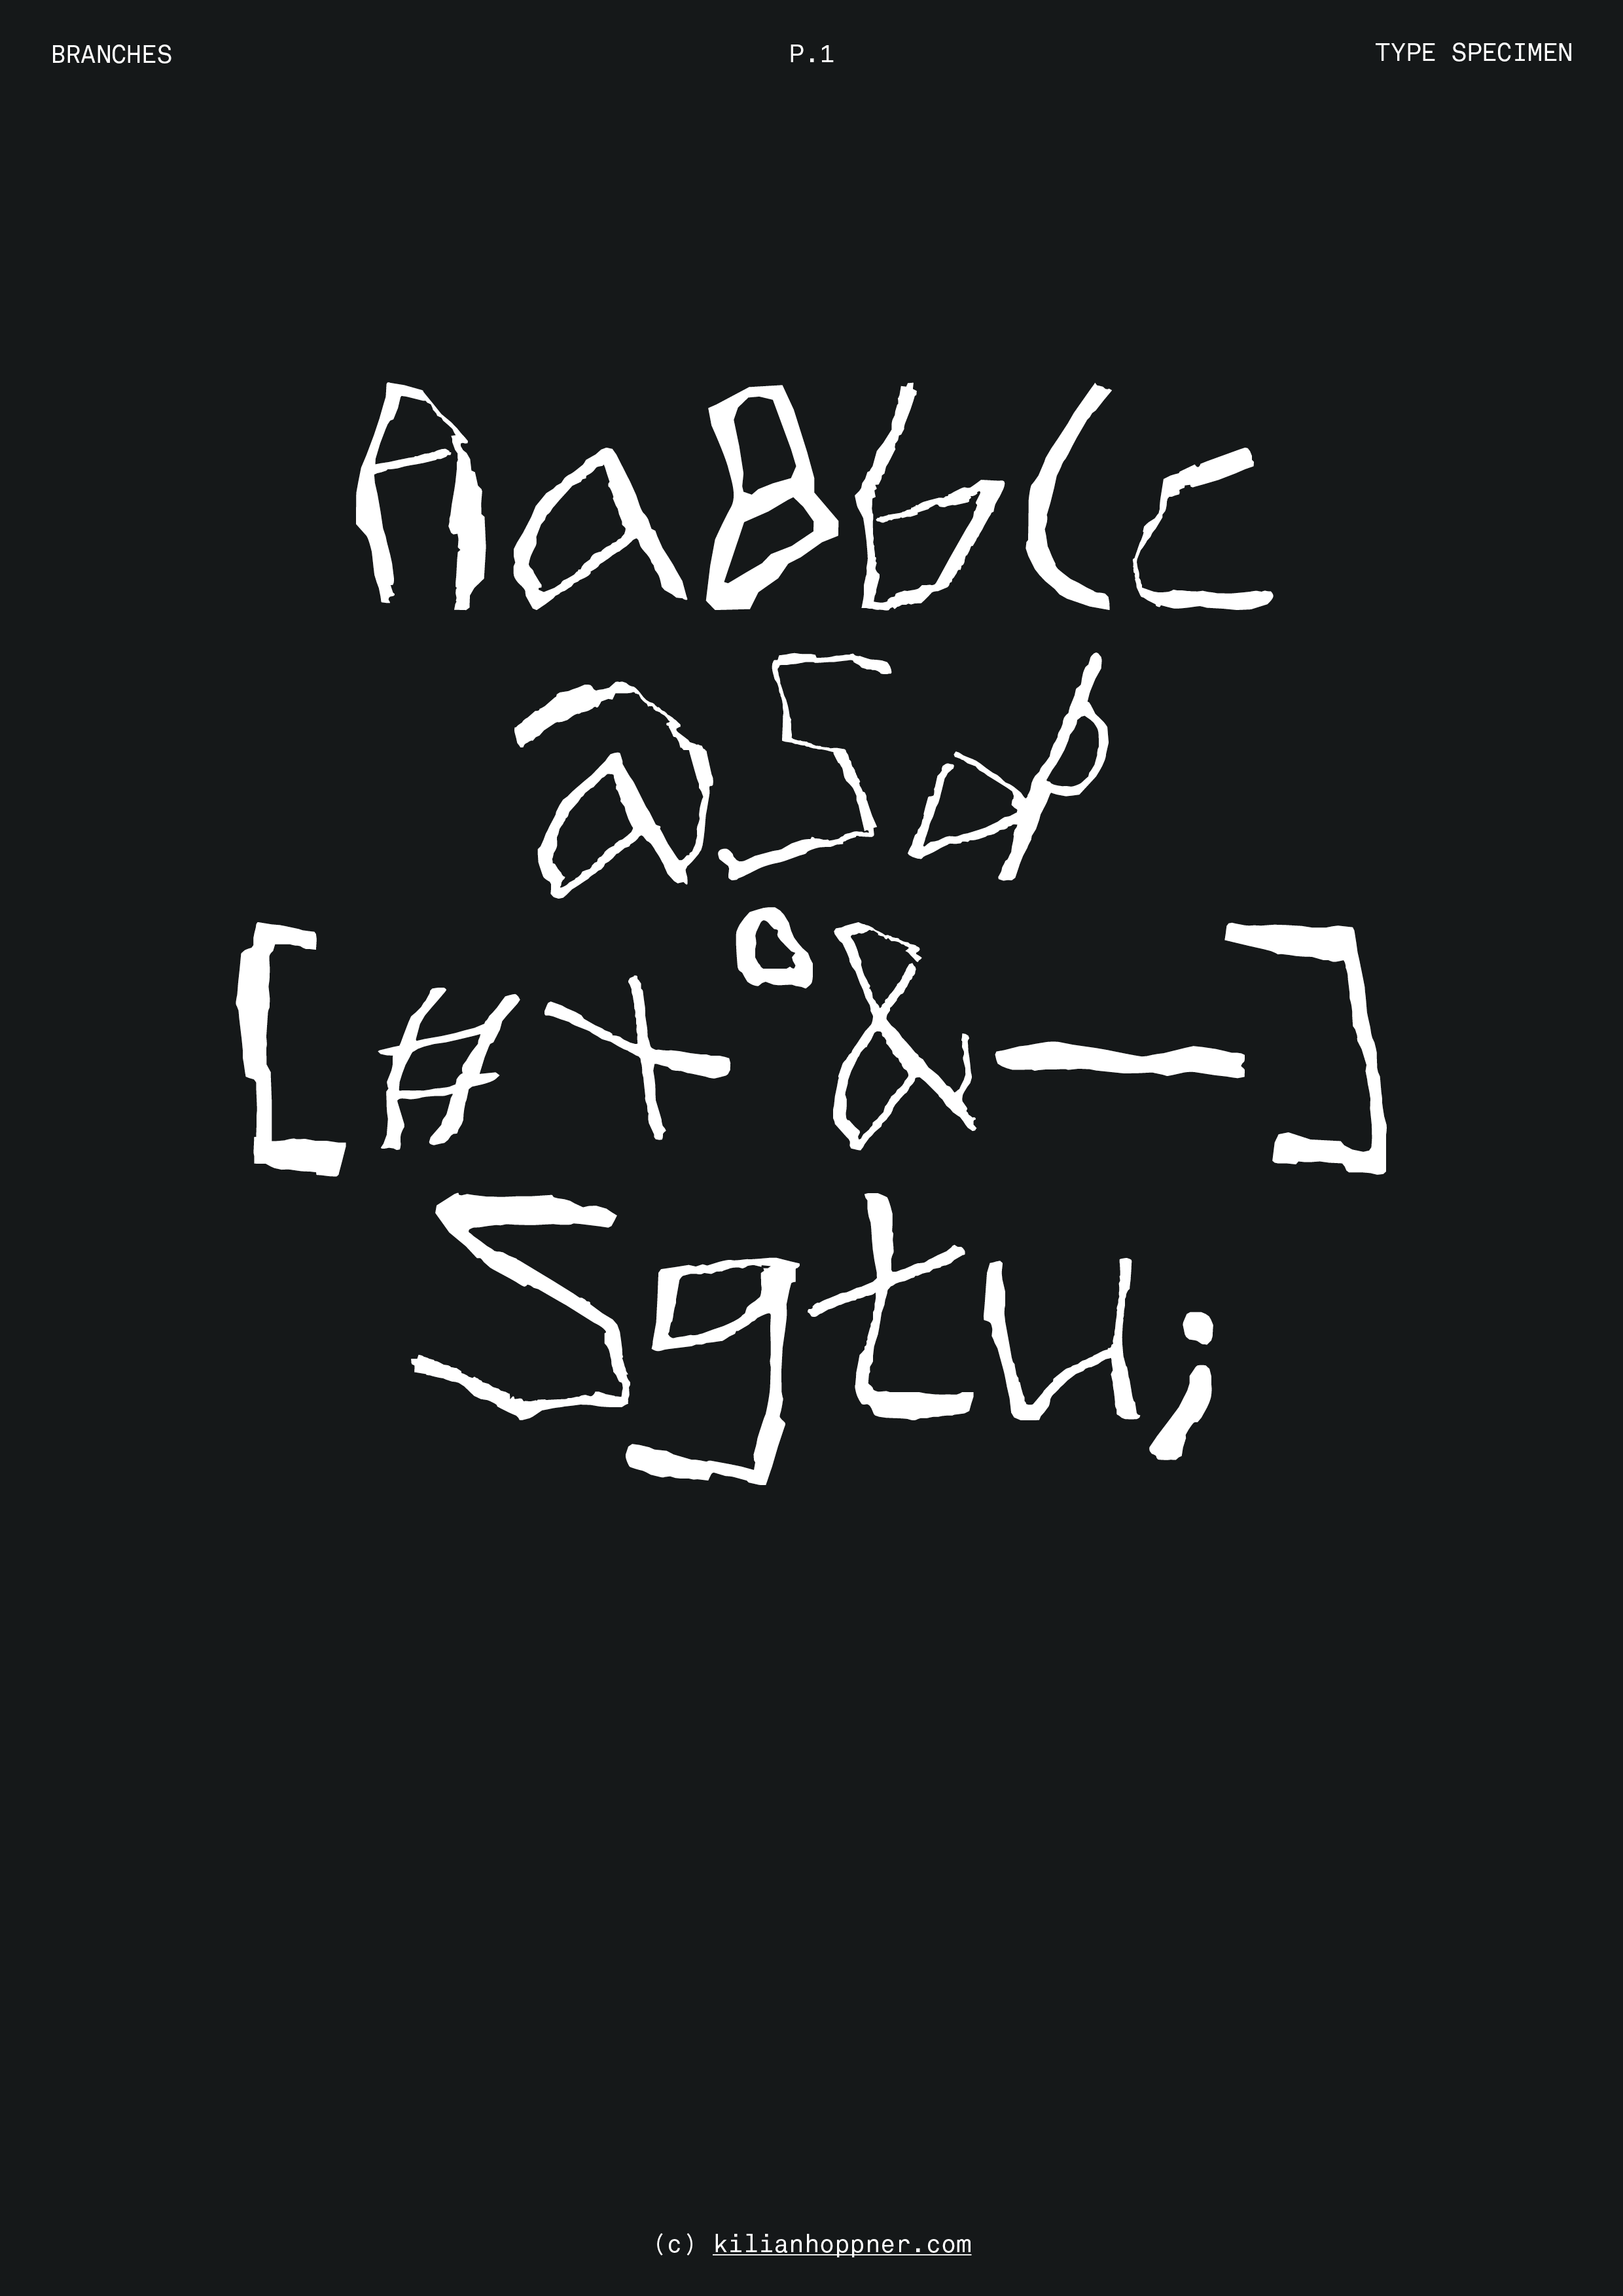 BRANCHES P.1 TYPE SPECIMEN
AaBbCc
@5%
[#+°&—]
Sgtu;
(c) kilianhoppner.com